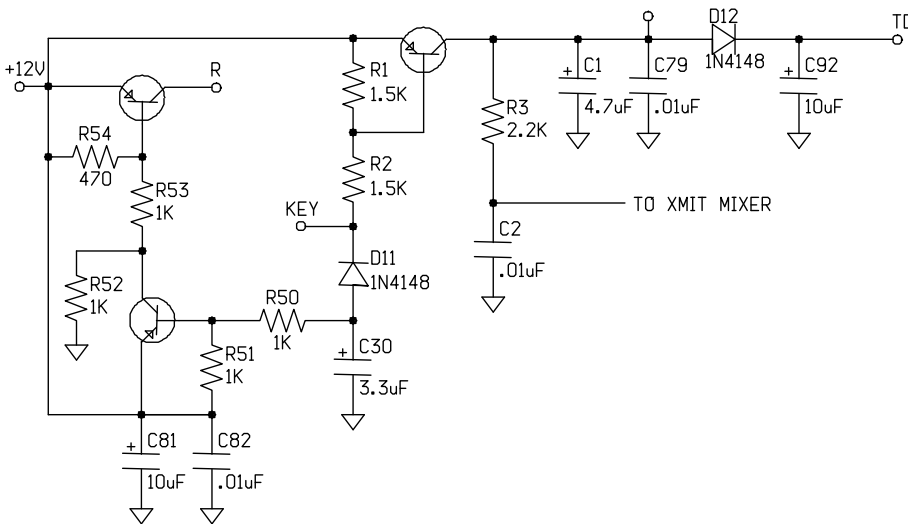 D12
TO
+12V
R
R1
1.5K
1N4148
+
C1
4.7uF
C79
.01uF
+
C92
10uF
R3
2.2K
R54
470
R53
1K
R2
1.5K
KEY
TO XMIT MIXER
C2
.01uF
D11
1N4148
R52
1K
R50
1K
R51
1K
+
C30
3.3uF
+
C81
10uF
C82
.01uF